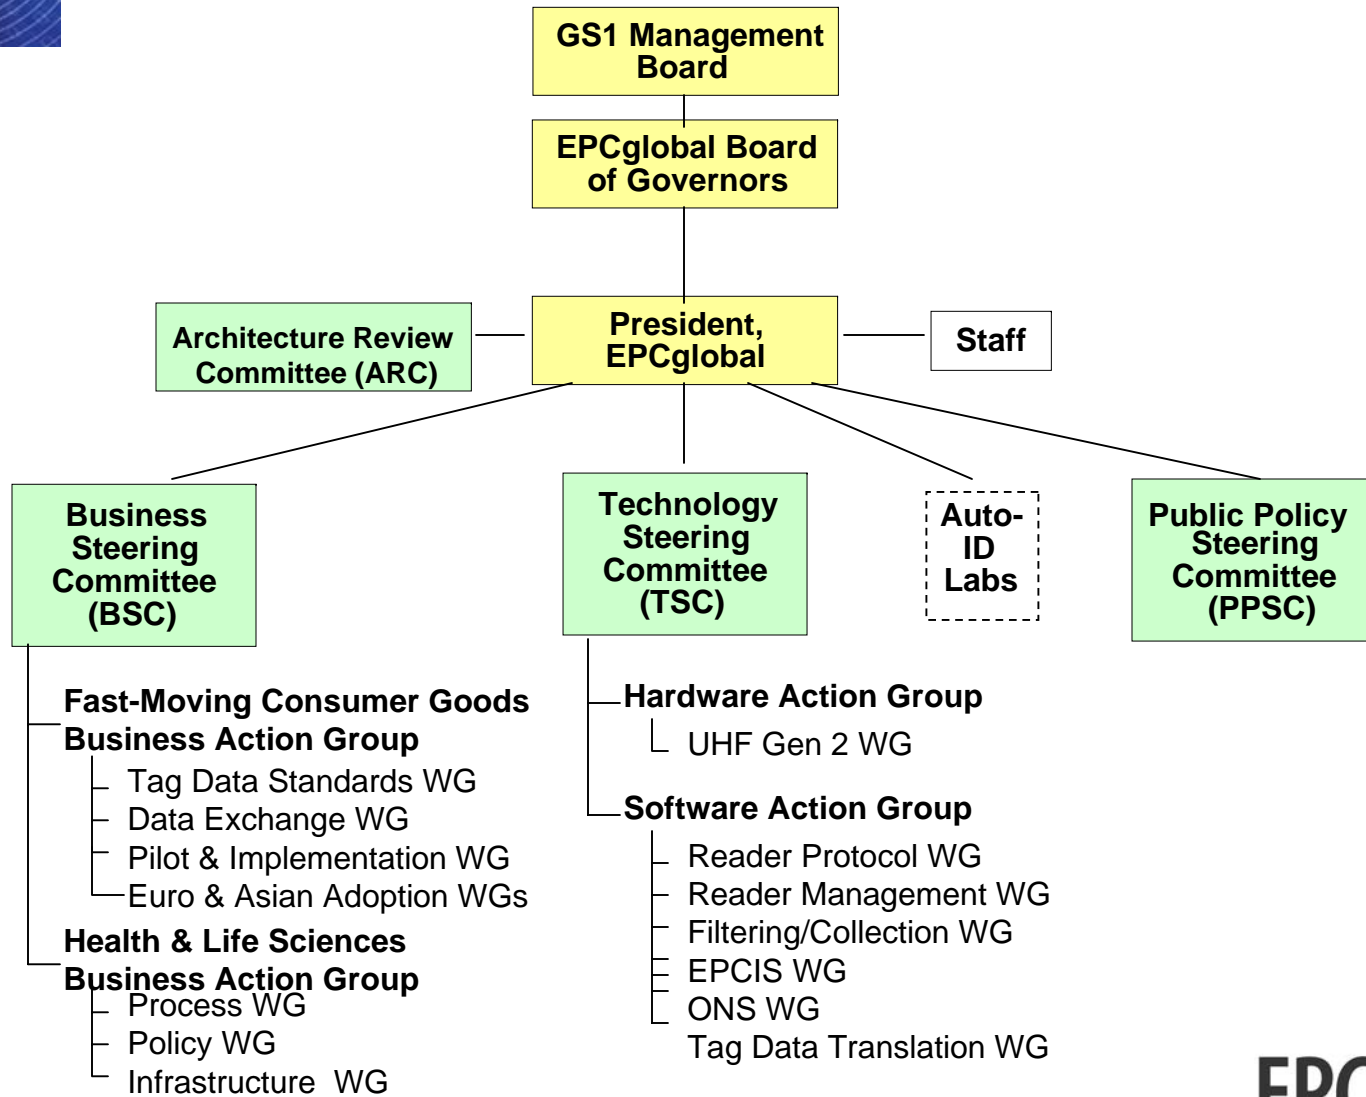 GS1 Management
Board
EPCglobal Board
of Governors
Architecture Review
Committee (ARC)
President,
EPCglobal
Staff
Business
Steering
Committee
(BSC)
Technology
Steering
Committee
(TSC)
Auto-
ID
Labs
Public Policy
Steering
Committee
(PPSC)
Fast-Moving Consumer Goods
Business Action Group
Tag Data Standards WG
Data Exchange WG
Pilot & Implementation WG
Euro & Asian Adoption WGs
Health & Life Sciences
Business Action Group
Process WG
Policy WG
Infrastructure WG
Hardware Action Group
UHF Gen 2 WG
Software Action Group
Reader Protocol WG
Reader Management WG
Filtering/Collection WG
EPCIS WG
ONS WG
Tag Data Translation WG
EPC